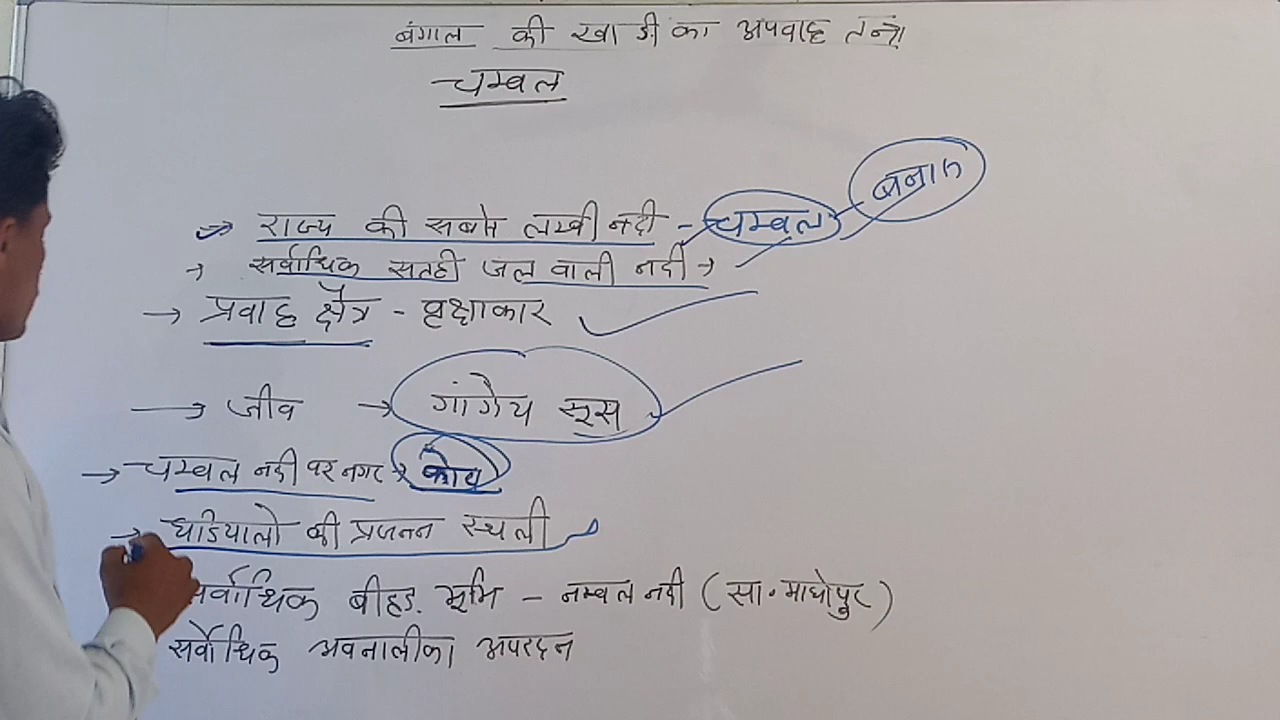 बंगाल की खाडी का अपवाह तन्त्र
चम्बल
→ राज्य की सबसे लम्बी नदी - चम्बल बनास
→ सर्वाधिक सतही जल वाली नदी →
→ प्रवाह क्षेत्र - वृक्षाकार
→ जीव → गांगेय सूस
→ चम्बल नदी पर नगर →
→ घडियालो की प्रजनन स्थली
सर्वाधिक बीहड. भूमि - चम्बल नदी (सा॰माधोपुर)
सर्वाधिक अवनालीका अपरदन